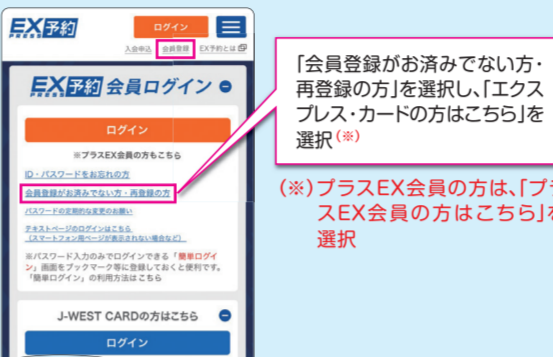 EX予約
PRESS
ログイン
入会申込 会員登録 EX予約とは
EX予約 会員ログイン
PRESS
ログイン
※プラスEX会員の方もこちら
ID・パスワードをお忘れの方
会員登録がお済みでない方・再登録の方
パスワードの定期的な変更のお願い
テキストページのログインはこちら
（スマートフォン用ページが表示されない場合など）
※パスワード入力のみでログインできる「簡単ログイ
ン」画面をブックマーク等に登録しておくと便利です。
「簡単ログイン」の利用方法はこちら
J-WEST CARDの方はこちら
ログイン
「会員登録がお済みでない方・
再登録の方」を選択し、「エクス
プレス・カードの方はこちら」を
選択(※)
(※)プラスEX会員の方は、「プラ
スEX会員の方はこちら」を
選択